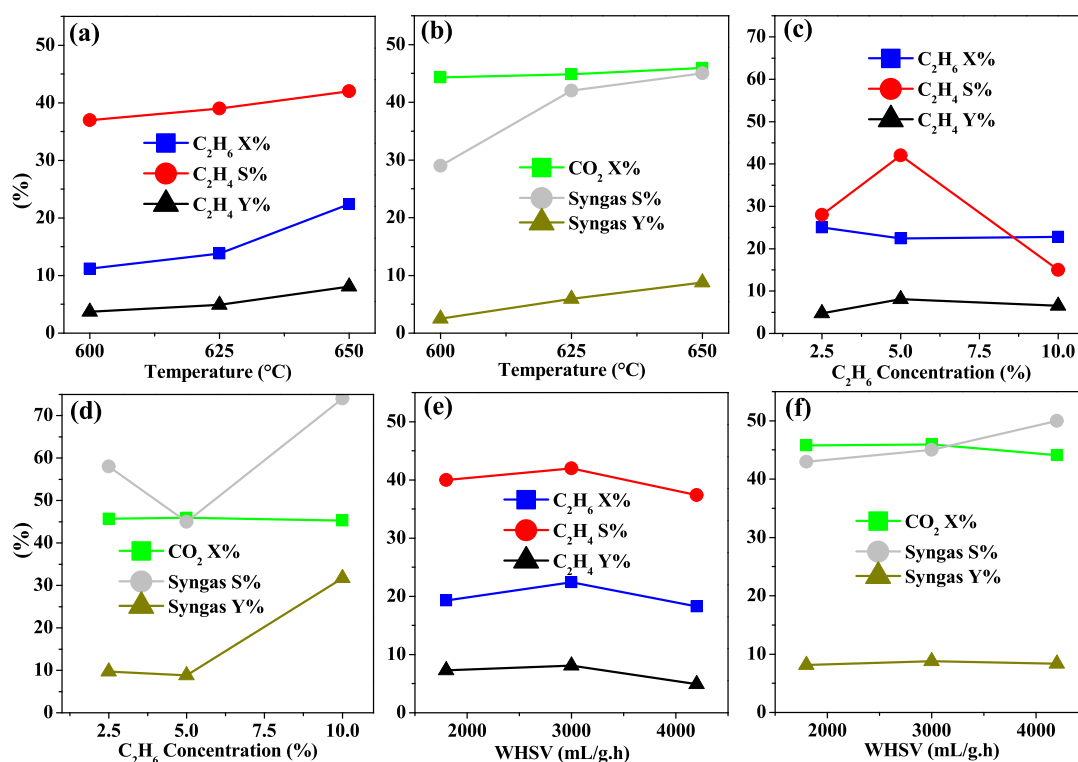 (a)
50
40
30
20
10
0
(%)
C₂H₆ X%
C₂H₄ S%
C₂H₄ Y%
600 625 650
Temperature (°C)
(b)
50
40
30
20
10
0
CO₂ X%
Syngas S%
Syngas Y%
600 625 650
Temperature (°C)
(c)
70
60
50
40
30
20
10
0
C₂H₆ X%
C₂H₄ S%
C₂H₄ Y%
2.5 5.0 7.5 10.0
C₂H₆ Concentration (%)
(d)
70
60
50
40
30
20
10
0
(%)
CO₂ X%
Syngas S%
Syngas Y%
2.5 5.0 7.5 10.0
C₂H₆ Concentration (%)
(e)
50
40
30
20
10
0
C₂H₆ X%
C₂H₄ S%
C₂H₄ Y%
2000 3000 4000
WHSV (mL/g.h)
(f)
50
40
30
20
10
0
CO₂ X%
Syngas S%
Syngas Y%
2000 3000 4000
WHSV (mL/g.h)